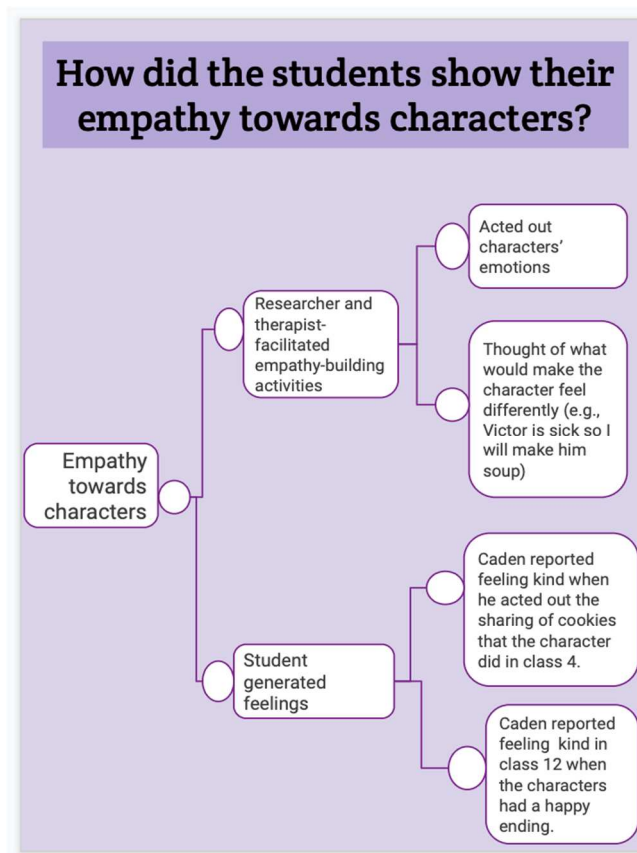 How did the students show their
empathy towards characters?
Acted out
characters'
emotions
Researcher and
therapist-
facilitated
empathy-building
activities
Thought of what
would make the
character feel
differently (e.g.,
Victor is sick so I
will make him
soup)
Empathy
towards
characters
Caden reported
feeling kind when
he acted out the
sharing of cookies
that the character
did in class 4.
Student
generated
feelings
Caden reported
feeling kind in
class 12 when
the characters
had a happy
ending.